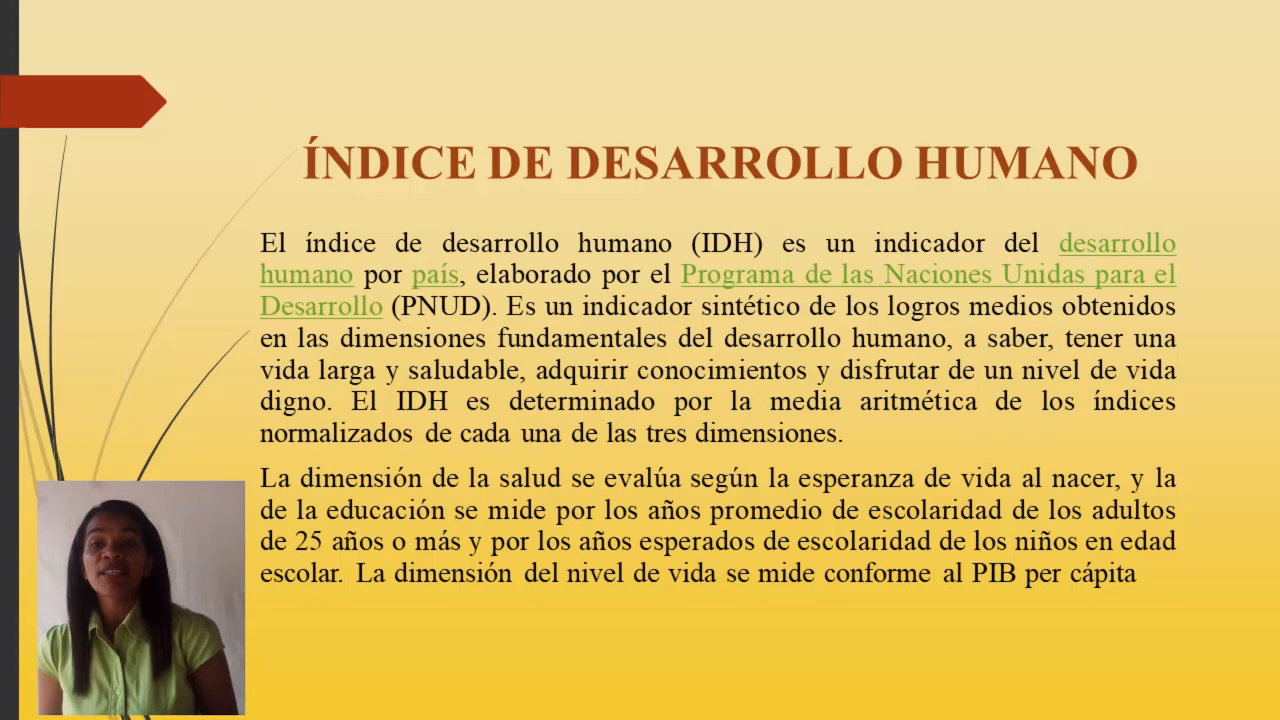 ÍNDICE DE DESARROLLO HUMANO
El índice de desarrollo humano (IDH) es un indicador del desarrollo
humano por país, elaborado por el Programa de las Naciones Unidas para el
Desarrollo (PNUD). Es un indicador sintético de los logros medios obtenidos
en las dimensiones fundamentales del desarrollo humano, a saber, tener una
vida larga y saludable, adquirir conocimientos y disfrutar de un nivel de vida
digno. El IDH es determinado por la media aritmética de los índices
normalizados de cada una de las tres dimensiones.
La dimensión de la salud se evalúa según la esperanza de vida al nacer, y la
de la educación se mide por los años promedio de escolaridad de los adultos
de 25 años o más y por los años esperados de escolaridad de los niños en edad
escolar. La dimensión del nivel de vida se mide conforme al PIB per cápita